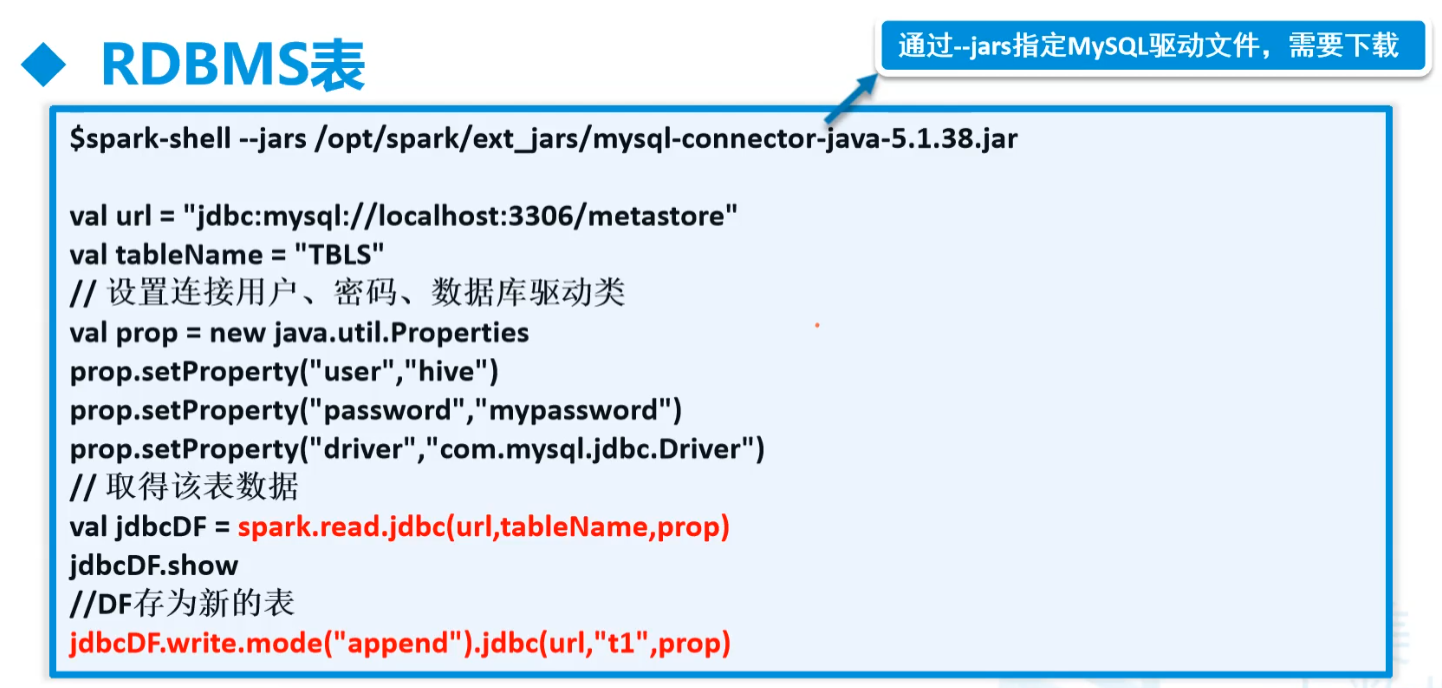 RDBMS表
通过--jars指定MySQL驱动文件，需要下载
$spark-shell --jars /opt/spark/ext_jars/mysql-connector-java-5.1.38.jar
val url = "jdbc:mysql://localhost:3306/metastore"
val tableName = "TBLS"
// 设置连接用户、密码、数据库驱动类
val prop = new java.util.Properties
prop.setProperty("user","hive")
prop.setProperty("password","mypassword")
prop.setProperty("driver","com.mysql.jdbc.Driver")
// 取得该表数据
val jdbcDF = spark.read.jdbc(url,tableName,prop)
jdbcDF.show
//DF存为新的表
jdbcDF.write.mode("append").jdbc(url,"t1",prop)